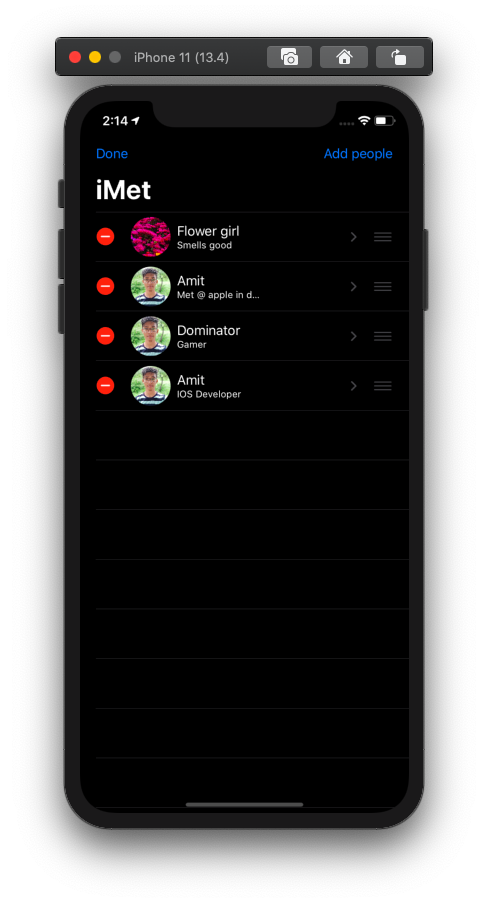 iPhone 11 (13.4)
2:14
Done
Add people
iMet
Flower girl
Smells good
Amit
Met @ apple in d...
Dominator
Gamer
Amit
IOS Developer